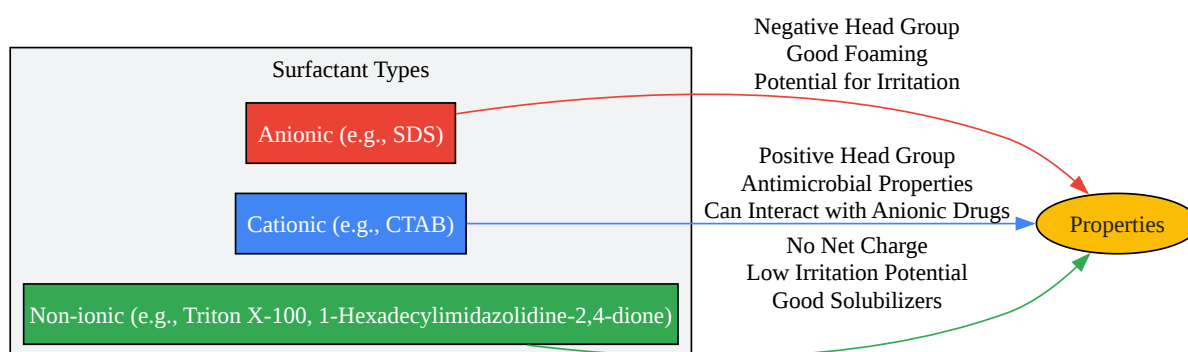 Surfactant Types
Anionic (e.g., SDS)
Cationic (e.g., CTAB)
Non-ionic (e.g., Triton X-100, 1-Hexadecylimidazolidine-2,4-dione)
Negative Head Group
Good Foaming
Potential for Irritation
Positive Head Group
Antimicrobial Properties
Can Interact with Anionic Drugs
No Net Charge
Low Irritation Potential
Good Solubilizers
Properties